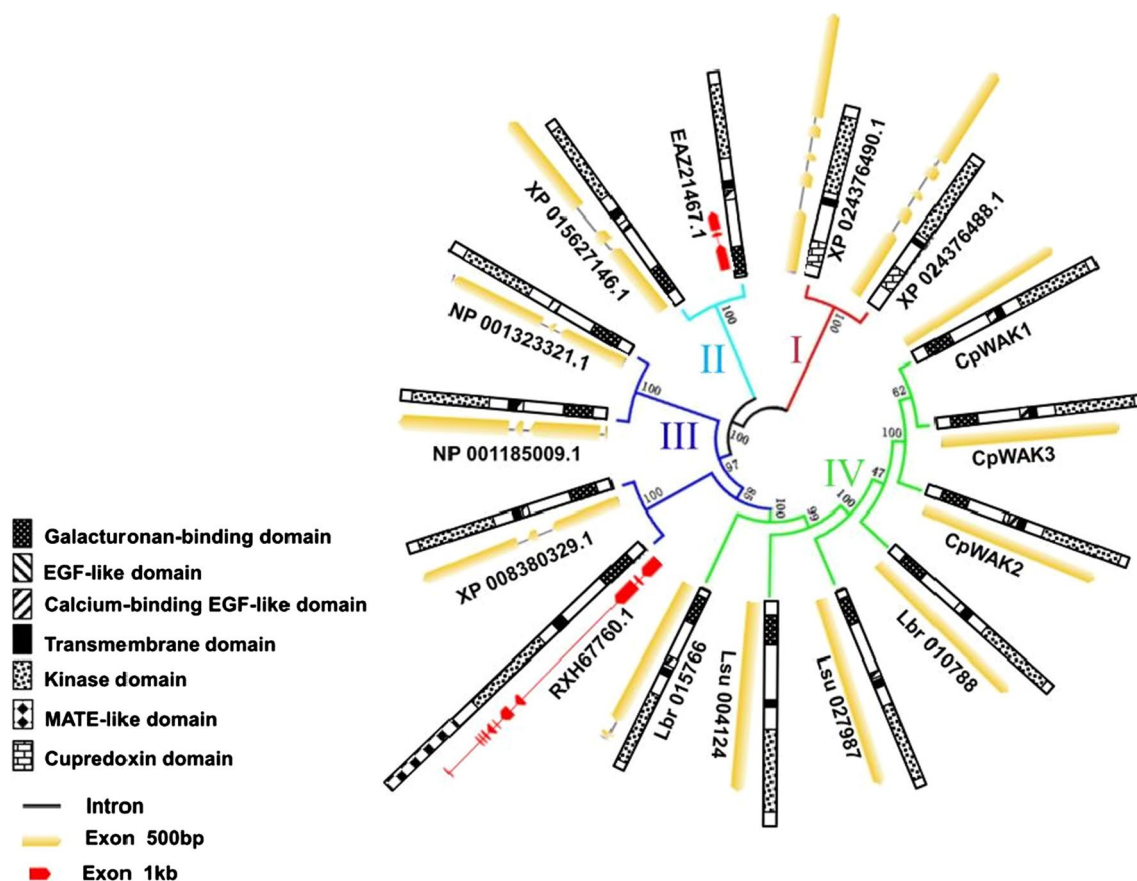 EAZ21467.1
XP 024376490.1
XP 024376488.1
XP 015627146.1
NP 001323321.1
NP 001185009.1
XP 008380329.1
RXH67760.1
Lbr 015766
Lsu 004124
Lsu 027987
Lbr 010788
CpWAK2
CpWAK3
CpWAK1
I
II
III
IV
100
100
100
100
100
97
98
100
99
100
47
100
62
Galacturonan-binding domain
EGF-like domain
Calcium-binding EGF-like domain
Transmembrane domain
Kinase domain
MATE-like domain
Cupredoxin domain
Intron
Exon 500bp
Exon 1kb